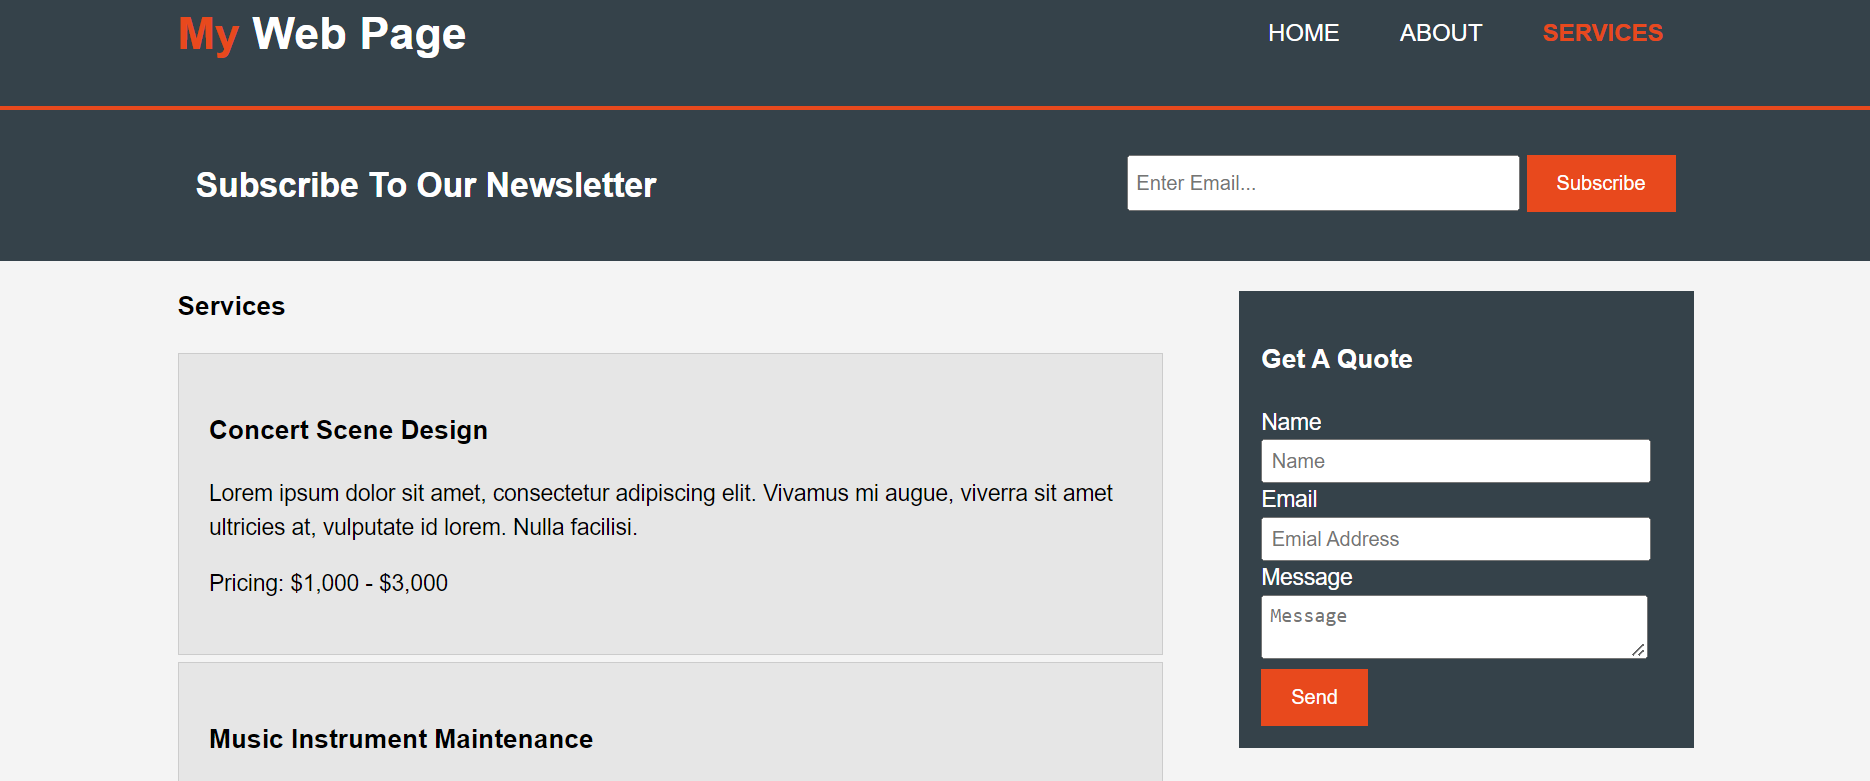 My Web Page
HOME ABOUT SERVICES
Subscribe To Our Newsletter
Enter Email...
Subscribe
Services
Concert Scene Design
Lorem ipsum dolor sit amet, consectetur adipiscing elit. Vivamus mi augue, viverra sit amet
ultricies at, vulputate id lorem. Nulla facilisi.
Pricing: $1,000 - $3,000
Music Instrument Maintenance
Get A Quote
Name
Name
Email
Emial Address
Message
Message
Send